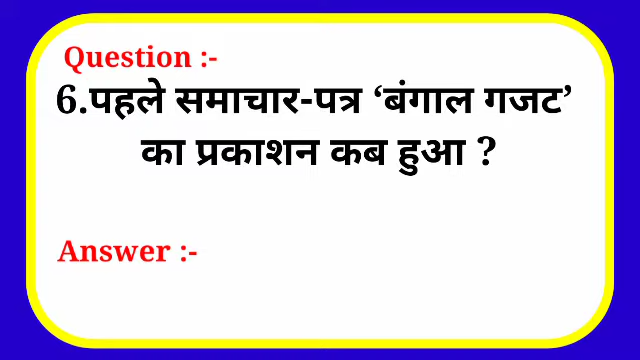 Question :-
6.पहले समाचार-पत्र ‘बंगाल गजट’
का प्रकाशन कब हुआ ?
Answer :-